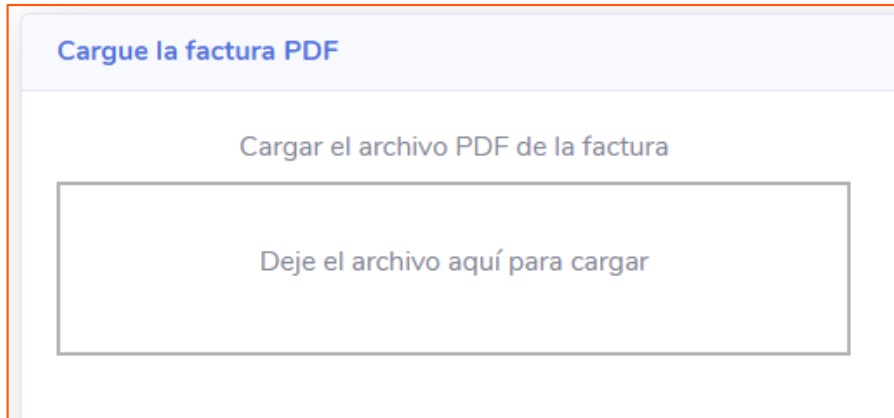 Cargue la factura PDF
Cargar el archivo PDF de la factura
Deje el archivo aquí para cargar